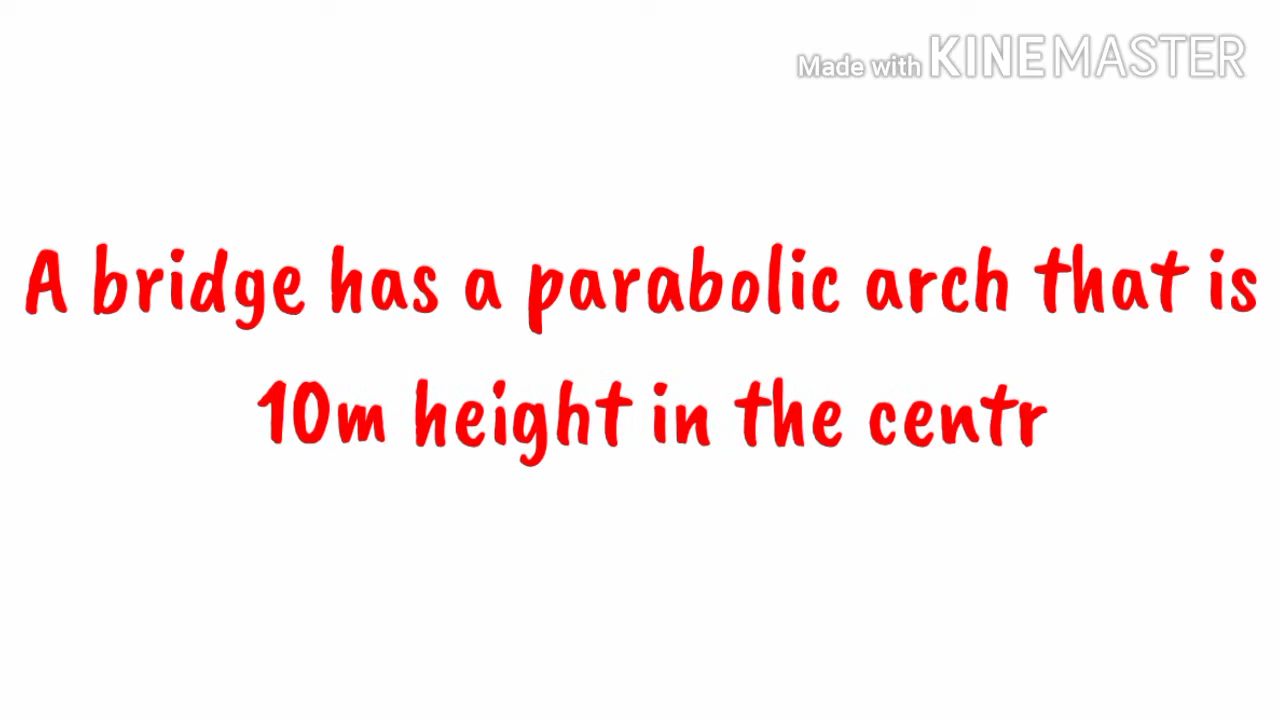 Made with KINEMASTER
A bridge has a parabolic arch that is
10m height in the centr